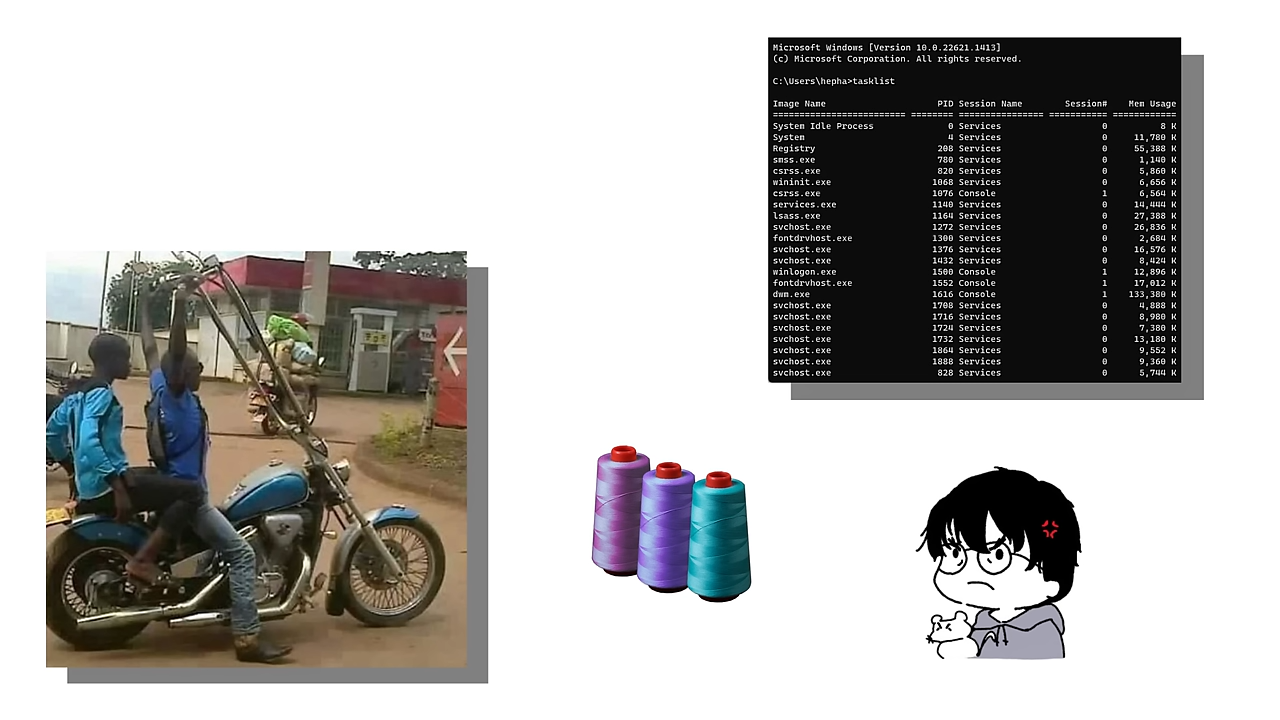 Microsoft Windows [Version 10.0.22621.1413]
(c) Microsoft Corporation. All rights reserved.
C:\Users\hepha>tasklist
Image Name PID Session Name Session# Mem Usage
========================= ======== ================ =========== ============
System Idle Process 0 Services 0 8 K
System 4 Services 0 11,780 K
Registry 208 Services 0 55,388 K
smss.exe 780 Services 0 1,140 K
csrss.exe 820 Services 0 5,860 K
wininit.exe 1068 Services 0 6,656 K
csrss.exe 1076 Console 1 6,564 K
services.exe 1140 Services 0 14,444 K
lsass.exe 1164 Services 0 27,388 K
svchost.exe 1272 Services 0 26,836 K
fontdrvhost.exe 1300 Services 0 2,684 K
svchost.exe 1376 Services 0 16,576 K
svchost.exe 1432 Services 0 8,424 K
winlogon.exe 1500 Console 1 12,896 K
fontdrvhost.exe 1552 Console 1 17,012 K
dwm.exe 1616 Console 1 133,380 K
svchost.exe 1708 Services 0 4,888 K
svchost.exe 1716 Services 0 8,980 K
svchost.exe 1724 Services 0 7,380 K
svchost.exe 1732 Services 0 13,180 K
svchost.exe 1864 Services 0 9,552 K
svchost.exe 1888 Services 0 9,360 K
svchost.exe 828 Services 0 5,744 K